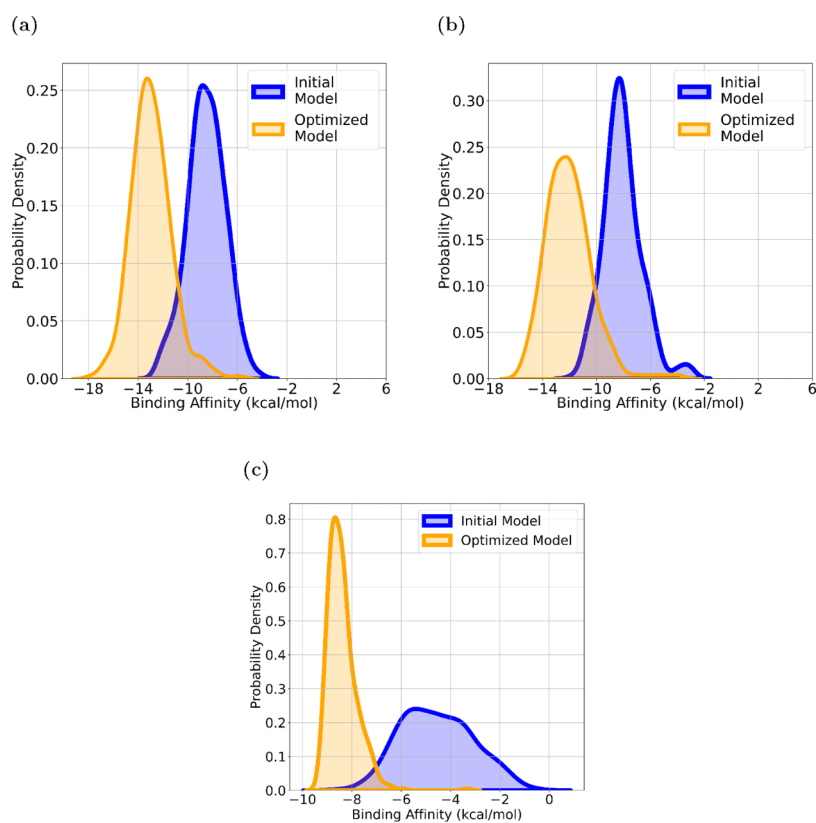 (a)
Initial
Model
Optimized
Model
0.25
0.20
0.15
0.10
0.05
0.00
Probability Density
−18 −14 −10 −6 −2 2 6
Binding Affinity (kcal/mol)
(b)
Initial
Model
Optimized
Model
0.30
0.25
0.20
0.15
0.10
0.05
0.00
Probability Density
−18 −14 −10 −6 −2 2 6
Binding Affinity (kcal/mol)
(c)
Initial Model
Optimized Model
0.8
0.7
0.6
0.5
0.4
0.3
0.2
0.1
0.0
Probability Density
−10 −8 −6 −4 −2 0
Binding Affinity (kcal/mol)